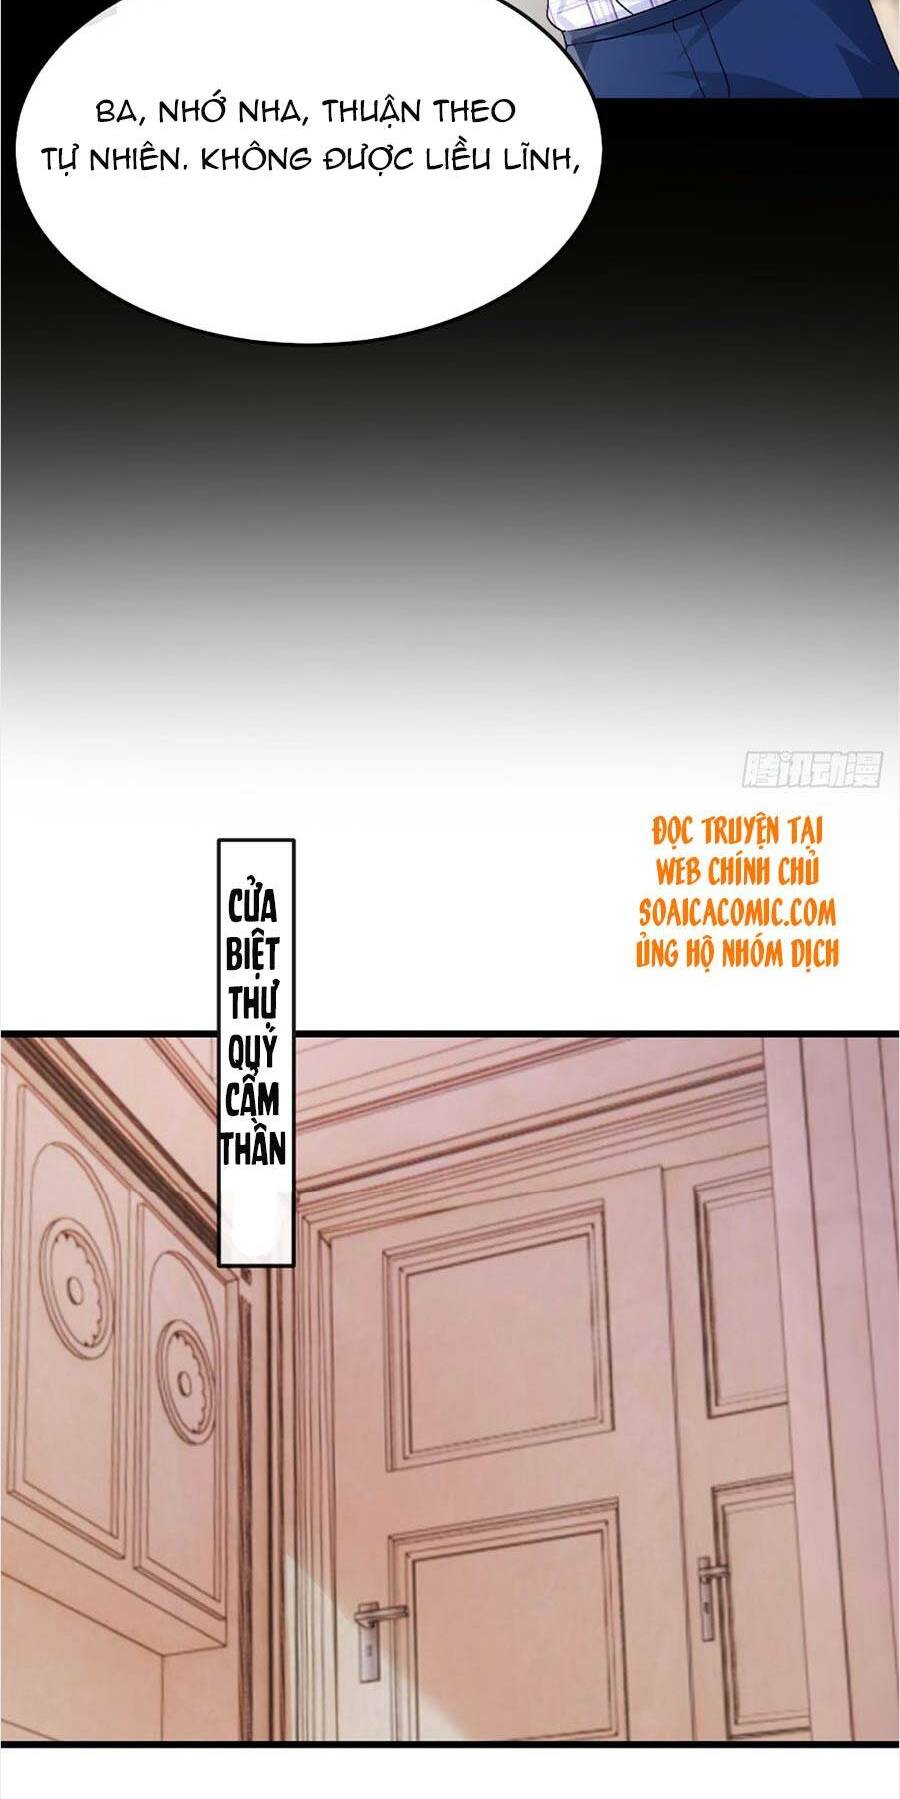 BA, NHỚ NHA, THUẬN THEO
TỰ NHIÊN. KHÔNG ĐƯỢC LIỀU LĨNH,
腾讯动漫
ĐỌC TRUYỆN TẠI
WEB CHÍNH CHỦ
SOAICACOMIC.COM
ỦNG HỘ NHÓM DỊCH
CỬA
BIỆT
THỰ
QUÝ
CẨM
THẦN